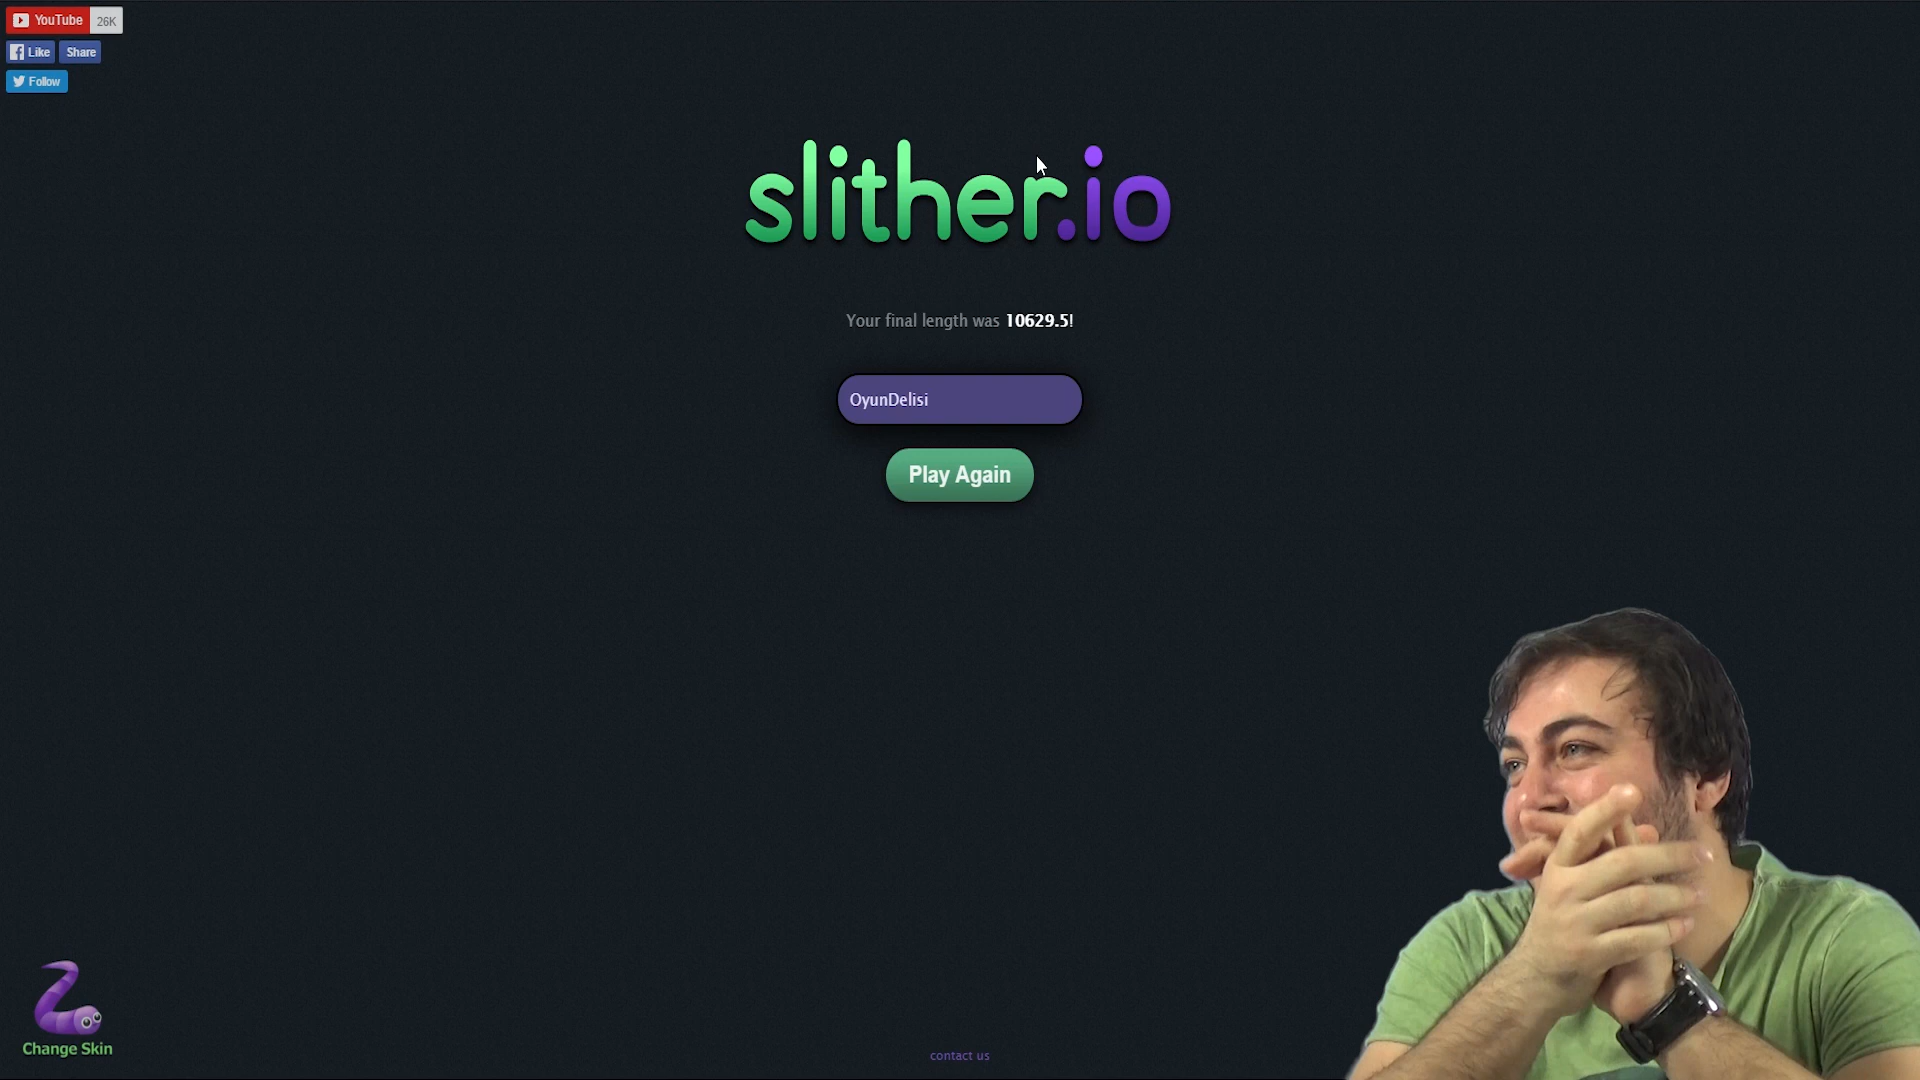 YouTube 26K
Like Share
Follow
slither.io
Your final length was 10629.5!
OyunDelisi
Play Again
Change Skin
contact us